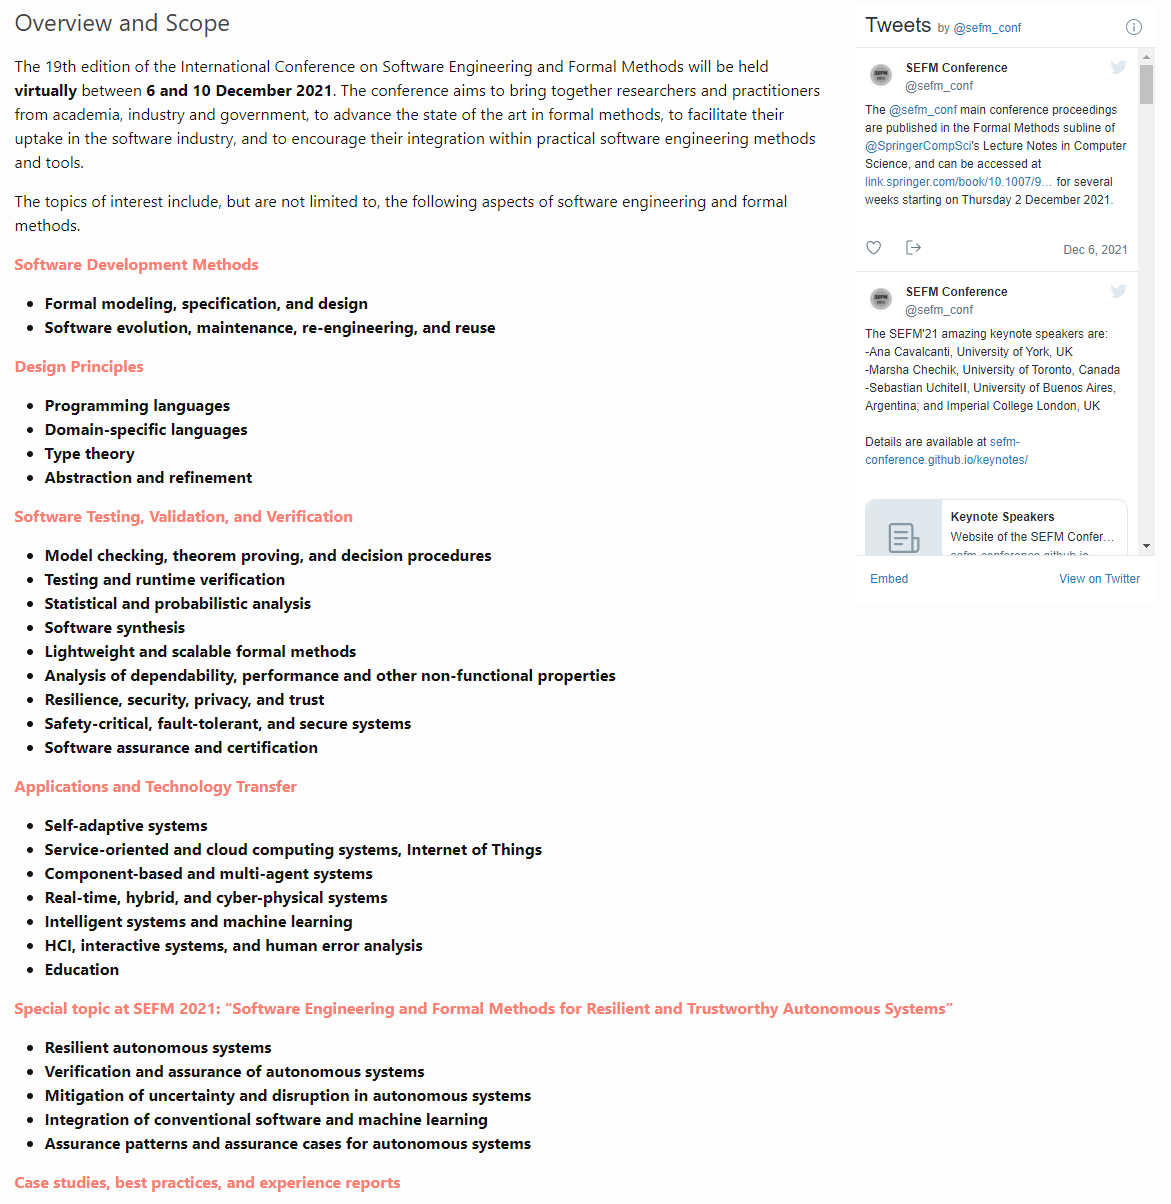 Overview and Scope
The 19th edition of the International Conference on Software Engineering and Formal Methods will be held
virtually between 6 and 10 December 2021. The conference aims to bring together researchers and practitioners
from academia, industry and government, to advance the state of the art in formal methods, to facilitate their
uptake in the software industry, and to encourage their integration within practical software engineering methods
and tools.
The topics of interest include, but are not limited to, the following aspects of software engineering and formal
methods.
Software Development Methods
• Formal modeling, specification, and design
• Software evolution, maintenance, re-engineering, and reuse
Design Principles
• Programming languages
• Domain-specific languages
• Type theory
• Abstraction and refinement
Software Testing, Validation, and Verification
• Model checking, theorem proving, and decision procedures
• Testing and runtime verification
• Statistical and probabilistic analysis
• Software synthesis
• Lightweight and scalable formal methods
• Analysis of dependability, performance and other non-functional properties
• Resilience, security, privacy, and trust
• Safety-critical, fault-tolerant, and secure systems
• Software assurance and certification
Applications and Technology Transfer
• Self-adaptive systems
• Service-oriented and cloud computing systems, Internet of Things
• Component-based and multi-agent systems
• Real-time, hybrid, and cyber-physical systems
• Intelligent systems and machine learning
• HCI, interactive systems, and human error analysis
• Education
Special topic at SEFM 2021: “Software Engineering and Formal Methods for Resilient and Trustworthy Autonomous Systems”
• Resilient autonomous systems
• Verification and assurance of autonomous systems
• Mitigation of uncertainty and disruption in autonomous systems
• Integration of conventional software and machine learning
• Assurance patterns and assurance cases for autonomous systems
Case studies, best practices, and experience reports
Tweets by @sefm_conf
SEFM Conference
@sefm_conf
The @sefm_conf main conference proceedings
are published in the Formal Methods subline of
@SpringerCompSci's Lecture Notes in Computer
Science, and can be accessed at
link.springer.com/book/10.1007/9... for several
weeks starting on Thursday 2 December 2021.
Dec 6, 2021
SEFM Conference
@sefm_conf
The SEFM'21 amazing keynote speakers are:
-Ana Cavalcanti, University of York, UK
-Marsha Chechik, University of Toronto, Canada
-Sebastian Uchitell, University of Buenos Aires,
Argentina; and Imperial College London, UK
Details are available at sefm-
conference.github.io/keynotes/
Keynote Speakers
Website of the SEFM Confer...
sefm-conference.github.io
Embed
View on Twitter